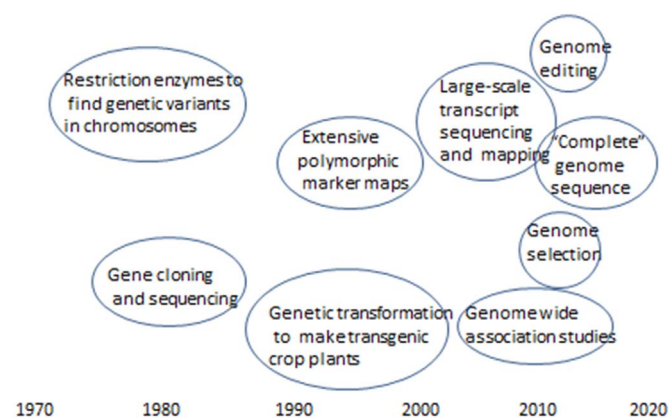 Genome
editing
Restriction enzymes to
find genetic variants
in chromosomes
Large-scale
transcript
sequencing
and mapping
Extensive
polymorphic
marker maps
"Complete"
genome
sequence
Genome
selection
Gene cloning
and sequencing
Genetic transformation
to make transgenic
crop plants
Genome wide
association studies
1970 1980 1990 2000 2010 2020